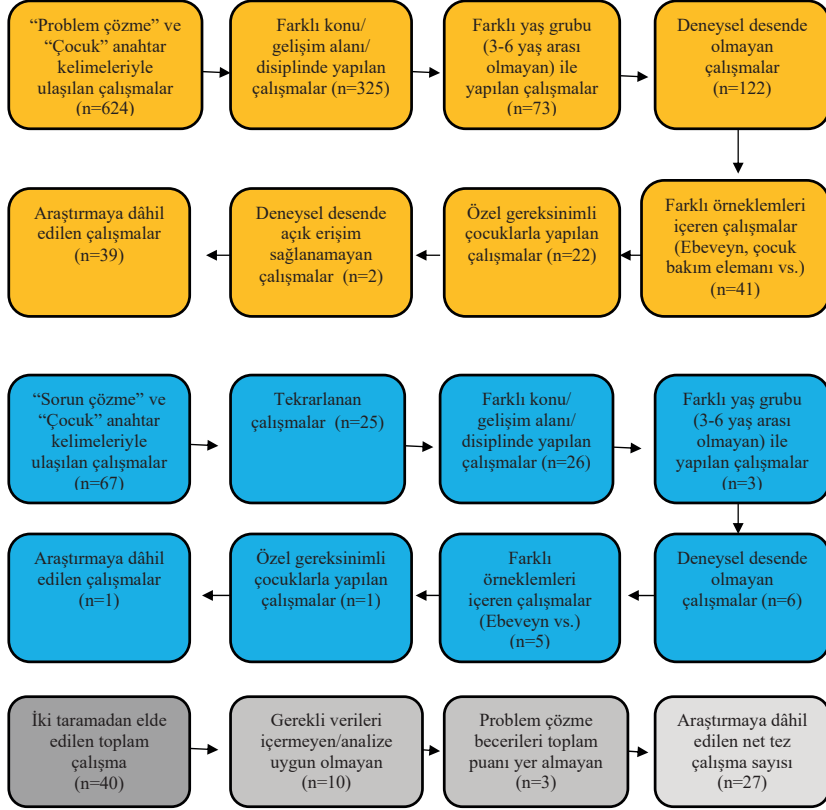 “Problem çözme” ve
“Çocuk” anahtar
kelimeleriyle
ulaşılan çalışmalar
(n=624)
Farklı konu/
gelişim alanı/
disiplinde yapılan
çalışmalar (n=325)
Farklı yaş grubu
(3-6 yaş arası
olmayan) ile
yapılan çalışmalar
(n=73)
Deneysel desende
olmayan
çalışmalar
(n=122)
Araştırmaya dâhil
edilen çalışmalar
(n=39)
Deneysel desende
açık erişim
sağlanamayan
çalışmalar (n=2)
Özel gereksinimli
çocuklarla yapılan
çalışmalar (n=22)
Farklı örneklemleri
içeren çalışmalar
(Ebeveyn, çocuk
bakım elemanı vs.)
(n=41)
“Sorun çözme” ve
“Çocuk” anahtar
kelimeleriyle
ulaşılan çalışmalar
(n=67)
Tekrarlanan
çalışmalar (n=25)
Farklı konu/
gelişim alanı/
disiplinde yapılan
çalışmalar (n=26)
Farklı yaş grubu
(3-6 yaş arası
olmayan) ile
yapılan çalışmalar
(n=3)
Araştırmaya dâhil
edilen çalışmalar
(n=1)
Özel gereksinimli
çocuklarla yapılan
çalışmalar (n=1)
Farklı
örneklemleri
içeren çalışmalar
(Ebeveyn vs.)
(n=5)
Deneysel desende
olmayan
çalışmalar (n=6)
İki taramadan elde
edilen toplam
çalışma
(n=40)
Gerekli verileri
içermeyen/analize
uygun olmayan
(n=10)
Problem çözme
becerileri toplam
puanı yer almayan
(n=3)
Araştırmaya dâhil
edilen net tez
çalışma sayısı
(n=27)